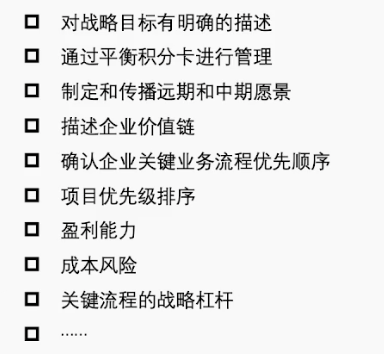 对战略目标有明确的描述
通过平衡积分卡进行管理
制定和传播远期和中期愿景
描述企业价值链
确认企业关键业务流程优先顺序
项目优先级排序
盈利能力
成本风险
关键流程的战略杠杆
……